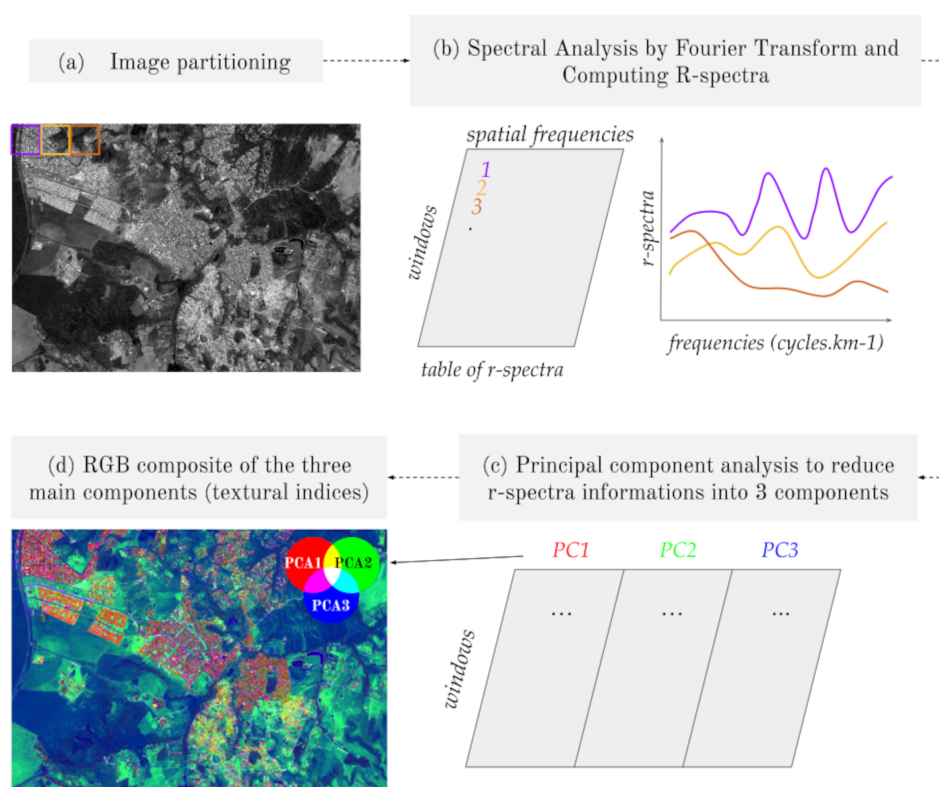 (a) Image partitioning
(b) Spectral Analysis by Fourier Transform and
Computing R-spectra
spatial frequencies
1
2
3
.
windows
table of r-spectra
r-spectra
frequencies (cycles.km-1)
(d) RGB composite of the three
main components (textural indices)
(c) Principal component analysis to reduce
r-spectra informations into 3 components
PCA1 PCA2
PCA3
PC1 PC2 PC3
... ... ...
windows